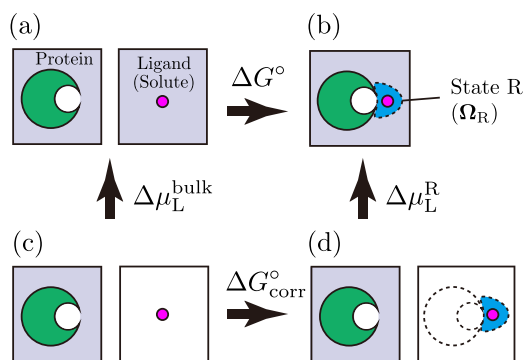 (a)
(b)
Protein
Ligand
(Solute)
ΔG°
State R
(Ω_R)
Δμ_L^bulk
Δμ_L^R
(c)
(d)
ΔG°_corr